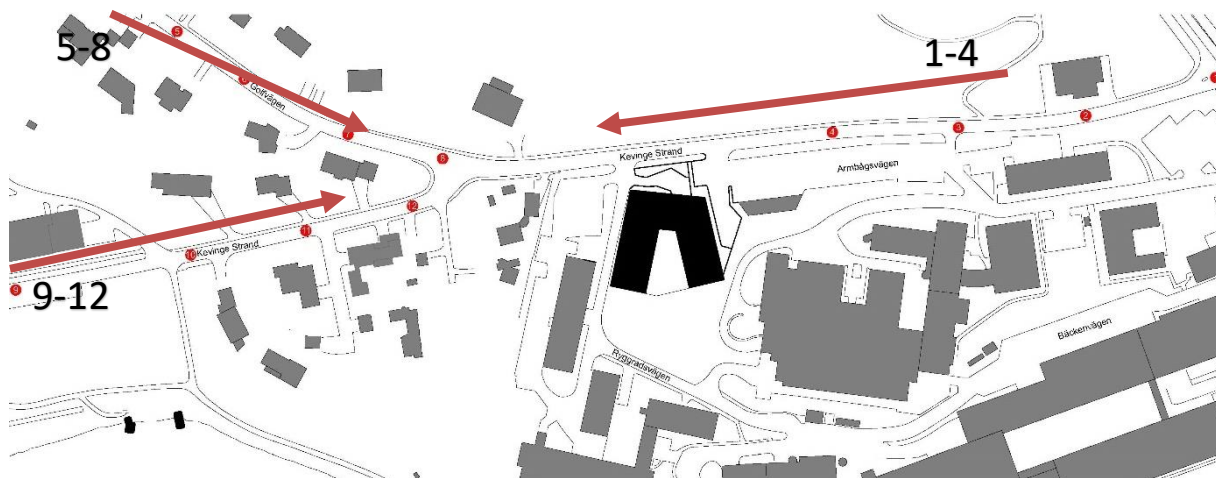 5-8
1-4
5
6
Golfvägen
7
8
1
2
3
4
Kevinge Strand
Armbågsvägen
12
11
10
Kevinge Strand
9
9-12
Bäckenvägen
Ryggradsvägen